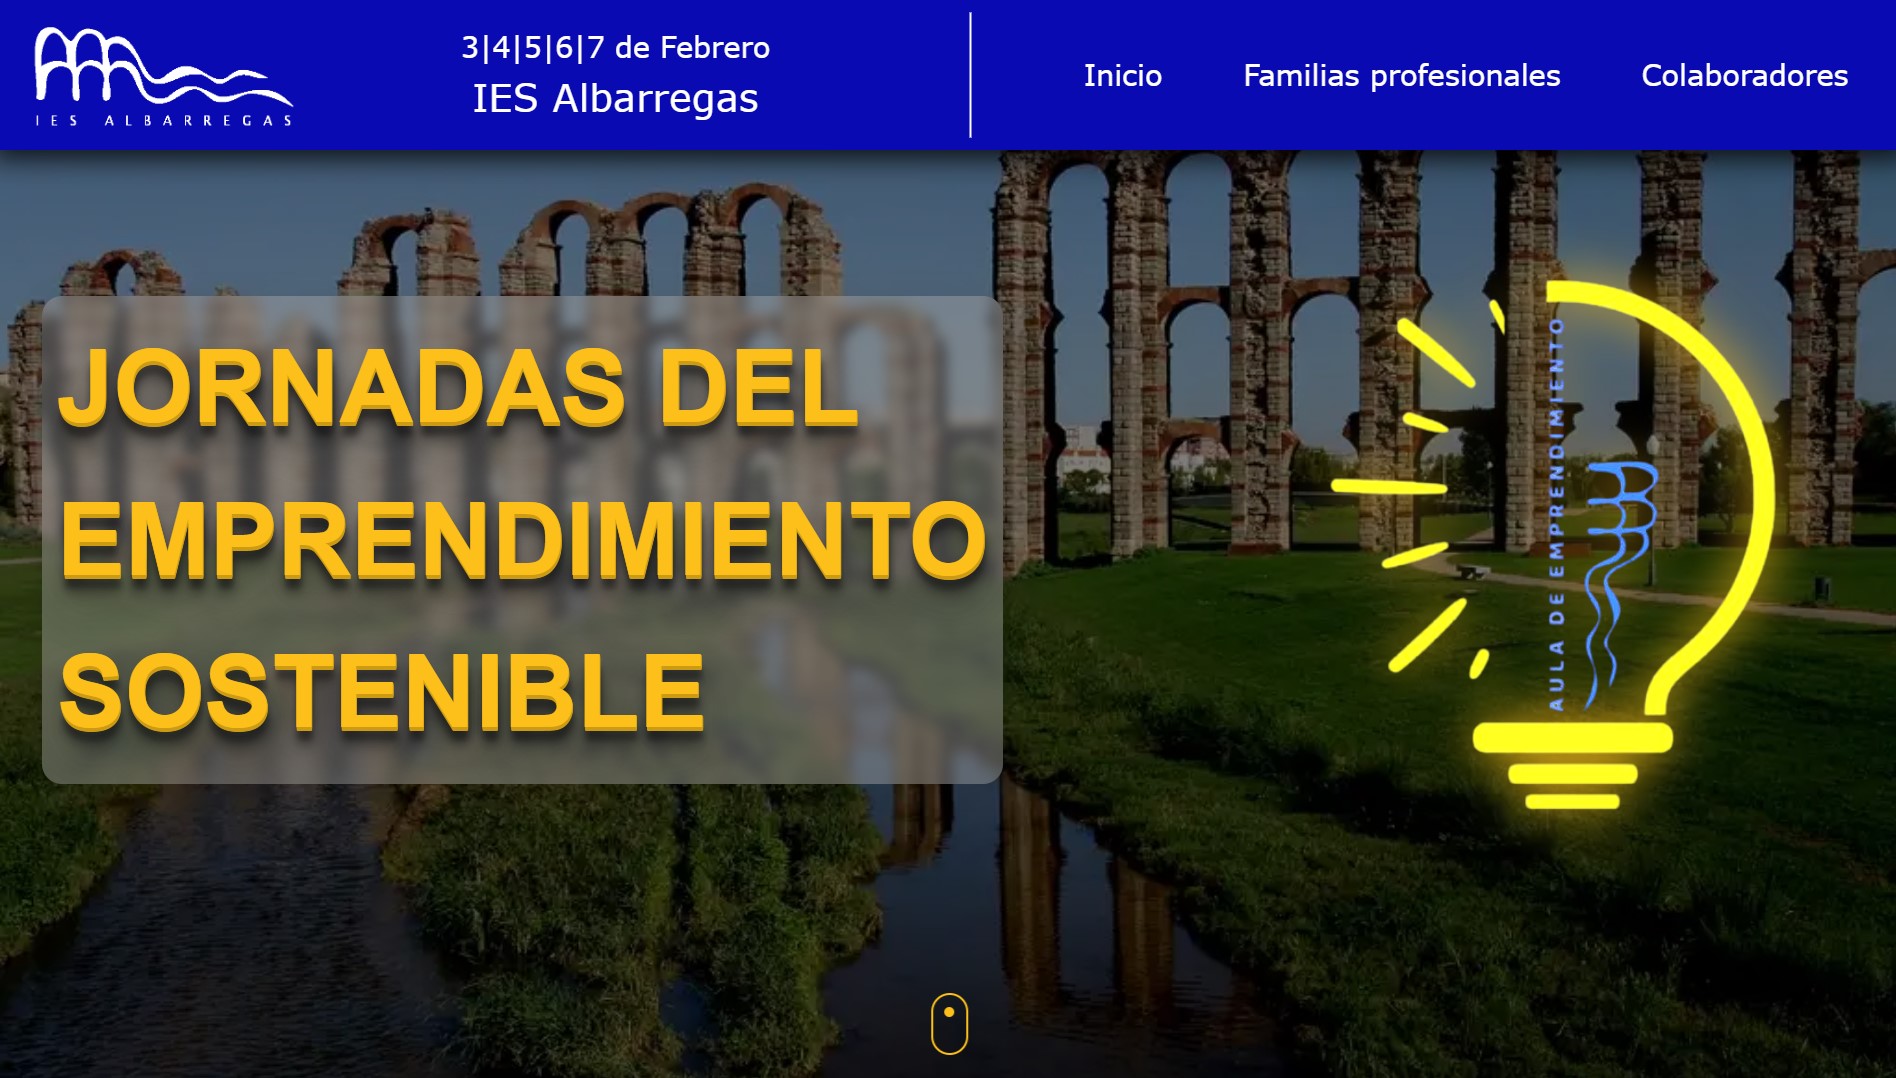 IES ALBARREGAS
3|4|5|6|7 de Febrero
IES Albarregas
Inicio
Familias profesionales
Colaboradores
JORNADAS DEL
EMPRENDIMIENTO
SOSTENIBLE
AULA DE EMPRENDIMIENTO